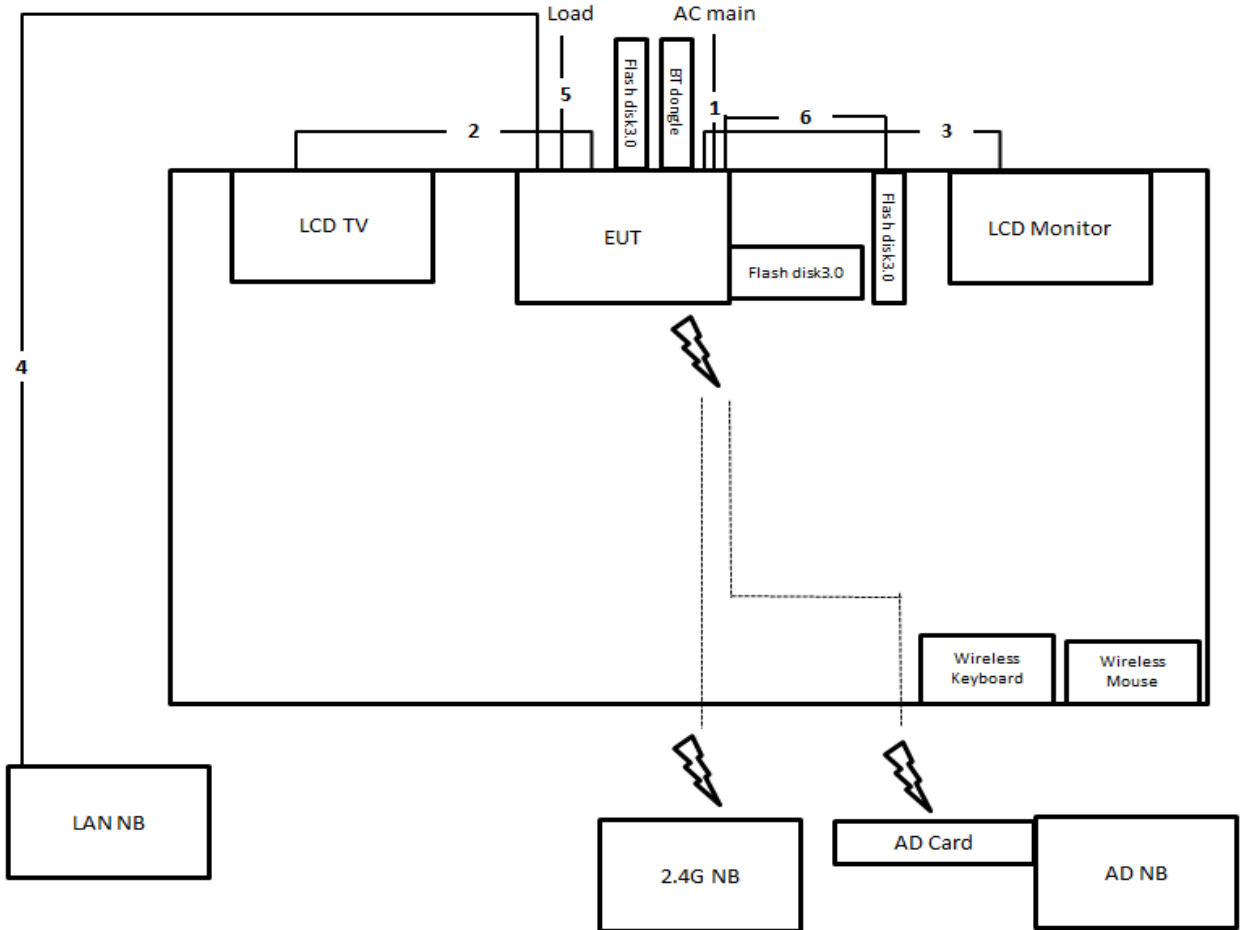 Load
AC main
Flash disk3.0
BT dongle
5
1
6
2
3
LCD TV
EUT
Flash disk3.0
Flash disk3.0
LCD Monitor
4
Wireless
Keyboard
Wireless
Mouse
LAN NB
2.4G NB
AD Card
AD NB